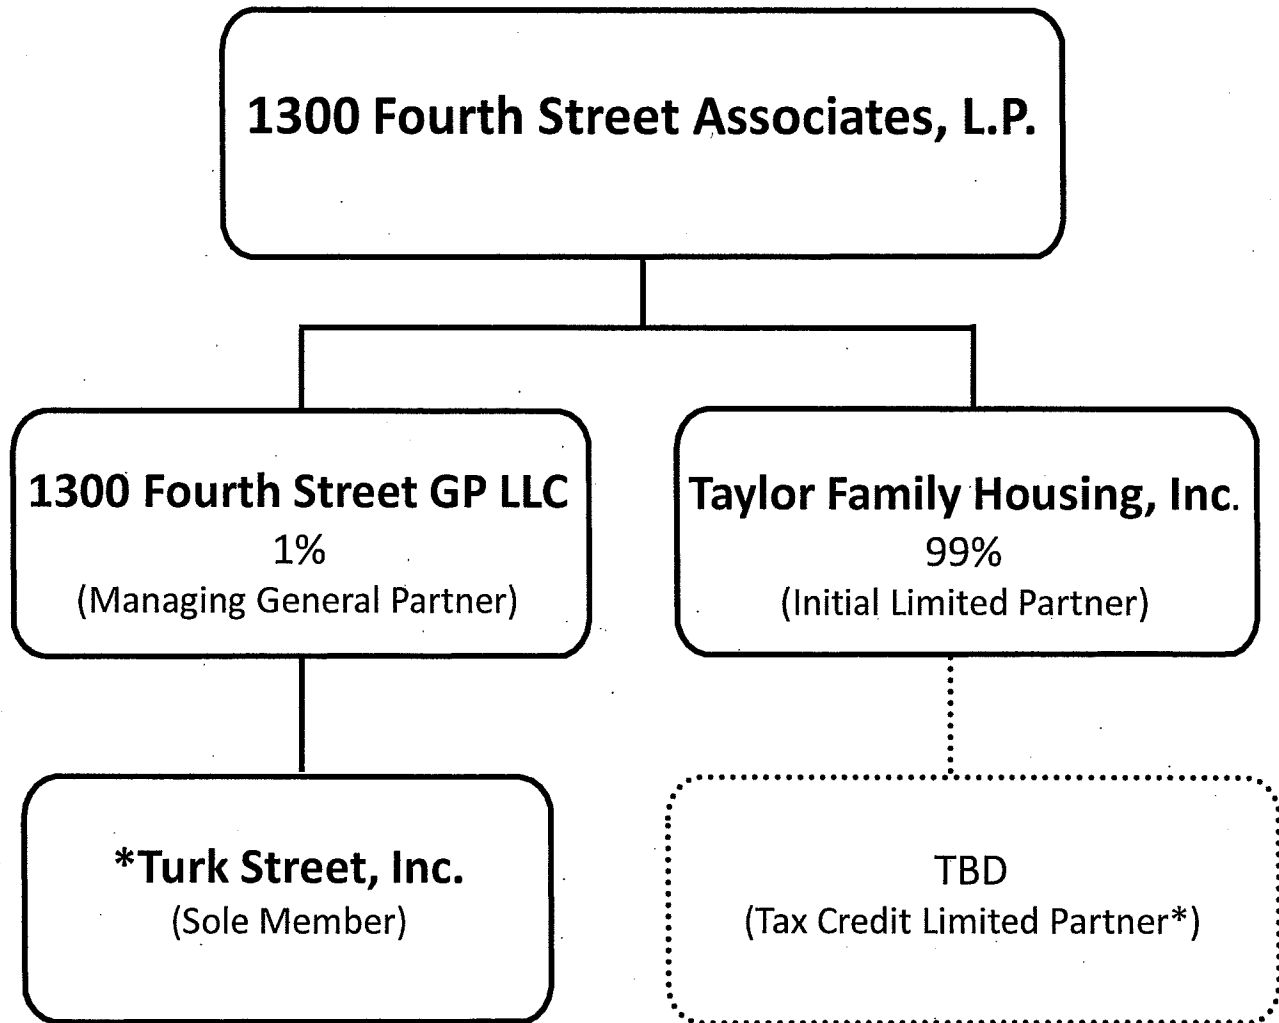 1300 Fourth Street Associates, L.P.
1300 Fourth Street GP LLC
1%
(Managing General Partner)
Taylor Family Housing, Inc.
99%
(Initial Limited Partner)
*Turk Street, Inc.
(Sole Member)
TBD
(Tax Credit Limited Partner*)